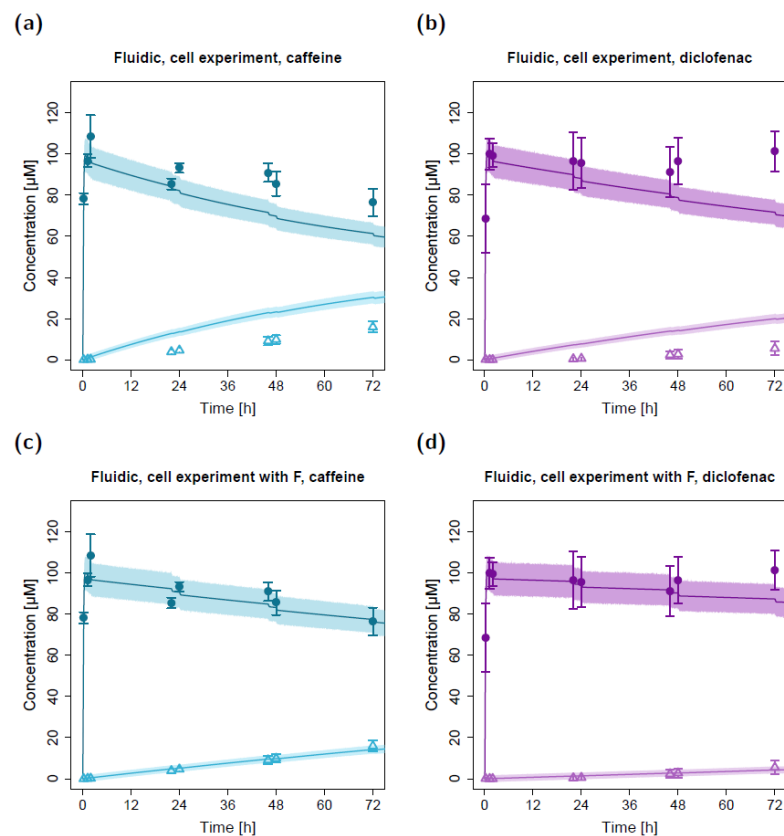 (a)
Fluidic, cell experiment, caffeine
Concentration [µM]
120
100
80
60
40
20
0
0 12 24 36 48 60 72
Time [h]
(b)
Fluidic, cell experiment, diclofenac
Concentration [µM]
120
100
80
60
40
20
0
0 12 24 36 48 60 72
Time [h]
(c)
Fluidic, cell experiment with F, caffeine
Concentration [µM]
120
100
80
60
40
20
0
0 12 24 36 48 60 72
Time [h]
(d)
Fluidic, cell experiment with F, diclofenac
Concentration [µM]
120
100
80
60
40
20
0
0 12 24 36 48 60 72
Time [h]